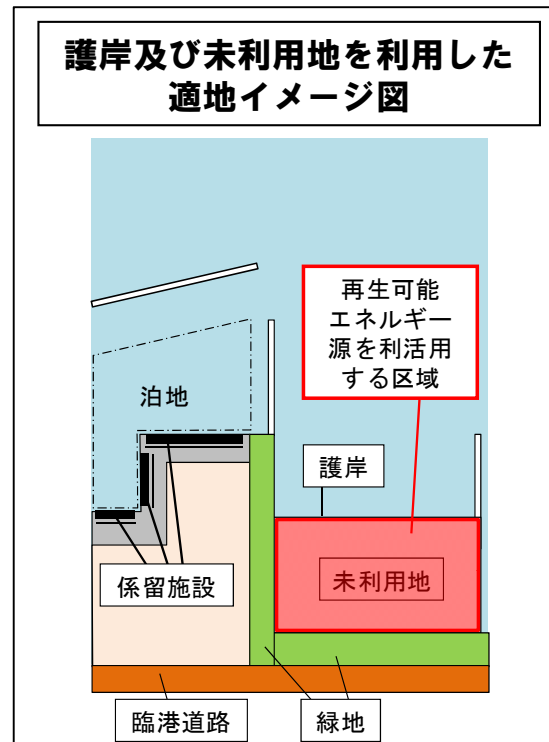 護岸及び未利用地を利用した
適地イメージ図
再生可能
エネルギー
源を利活用
する区域
泊地
護岸
係留施設
未利用地
臨港道路
緑地